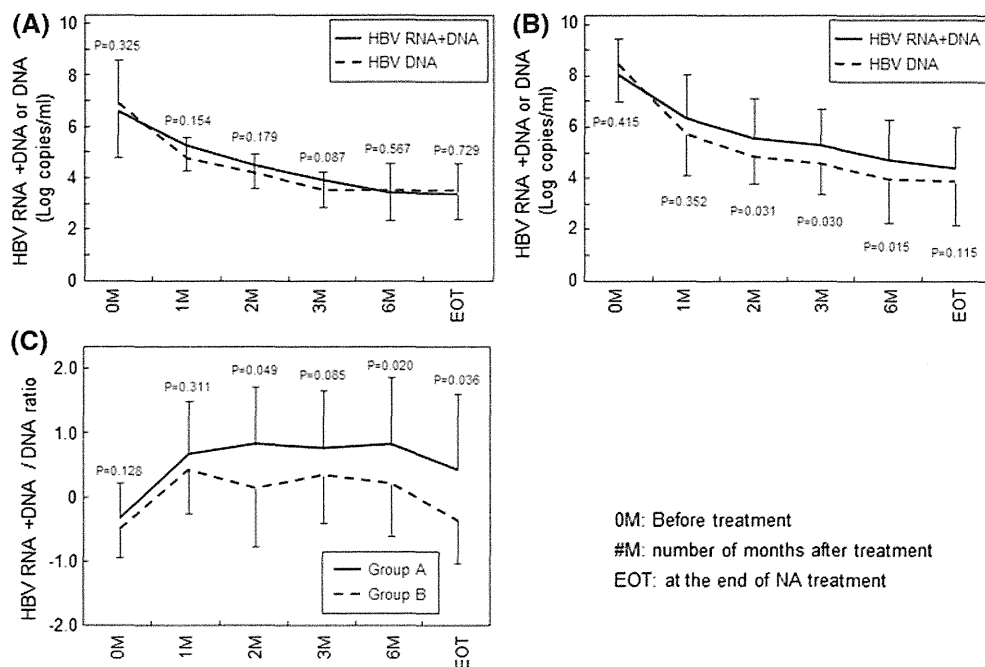 (A)
HBV RNA +DNA or DNA
(Log copies/ml)
10
8
6
4
2
0
HBV RNA+DNA
HBV DNA
P=0.325
P=0.154
P=0.179
P=0.087
P=0.567
P=0.729
0M
1M
2M
3M
6M
EOT
(B)
HBV RNA +DNA or DNA
(Log copies/ml)
10
8
6
4
2
0
HBV RNA+DNA
HBV DNA
P=0.415
P=0.352
P=0.031
P=0.030
P=0.015
P=0.115
0M
1M
2M
3M
6M
EOT
(C)
HBV RNA +DNA / DNA ratio
2.0
1.0
0
-1.0
-2.0
P=0.128
P=0.311
P=0.049
P=0.085
P=0.020
P=0.036
Group A
Group B
0M
1M
2M
3M
6M
EOT
0M: Before treatment
#M: number of months after treatment
EOT: at the end of NA treatment